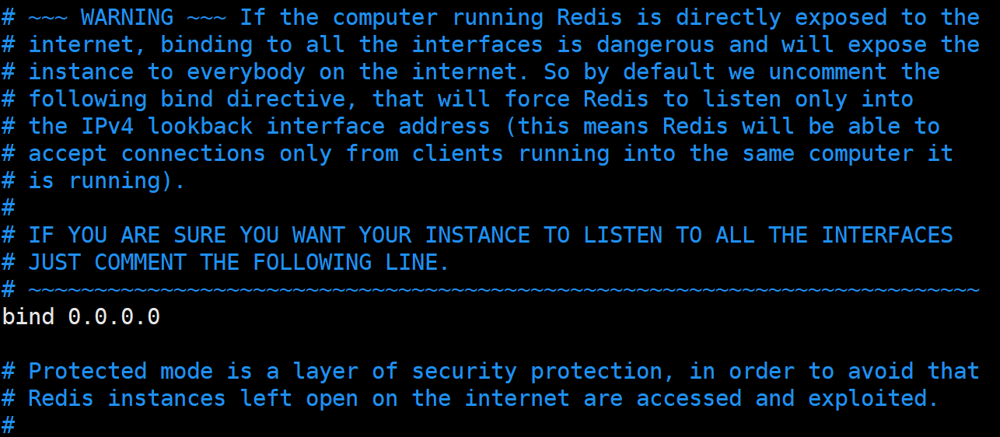 # ~~~ WARNING ~~~ If the computer running Redis is directly exposed to the
# internet, binding to all the interfaces is dangerous and will expose the
# instance to everybody on the internet. So by default we uncomment the
# following bind directive, that will force Redis to listen only into
# the IPv4 lookback interface address (this means Redis will be able to
# accept connections only from clients running into the same computer it
# is running).
#
# IF YOU ARE SURE YOU WANT YOUR INSTANCE TO LISTEN TO ALL THE INTERFACES
# JUST COMMENT THE FOLLOWING LINE.
# ~~~~~~~~~~~~~~~~~~~~~~~~~~~~~~~~~~~~~~~~~~~~~~~~~~~~~~~~~~~~~~~~~~~~~~~~
bind 0.0.0.0
# Protected mode is a layer of security protection, in order to avoid that
# Redis instances left open on the internet are accessed and exploited.
#